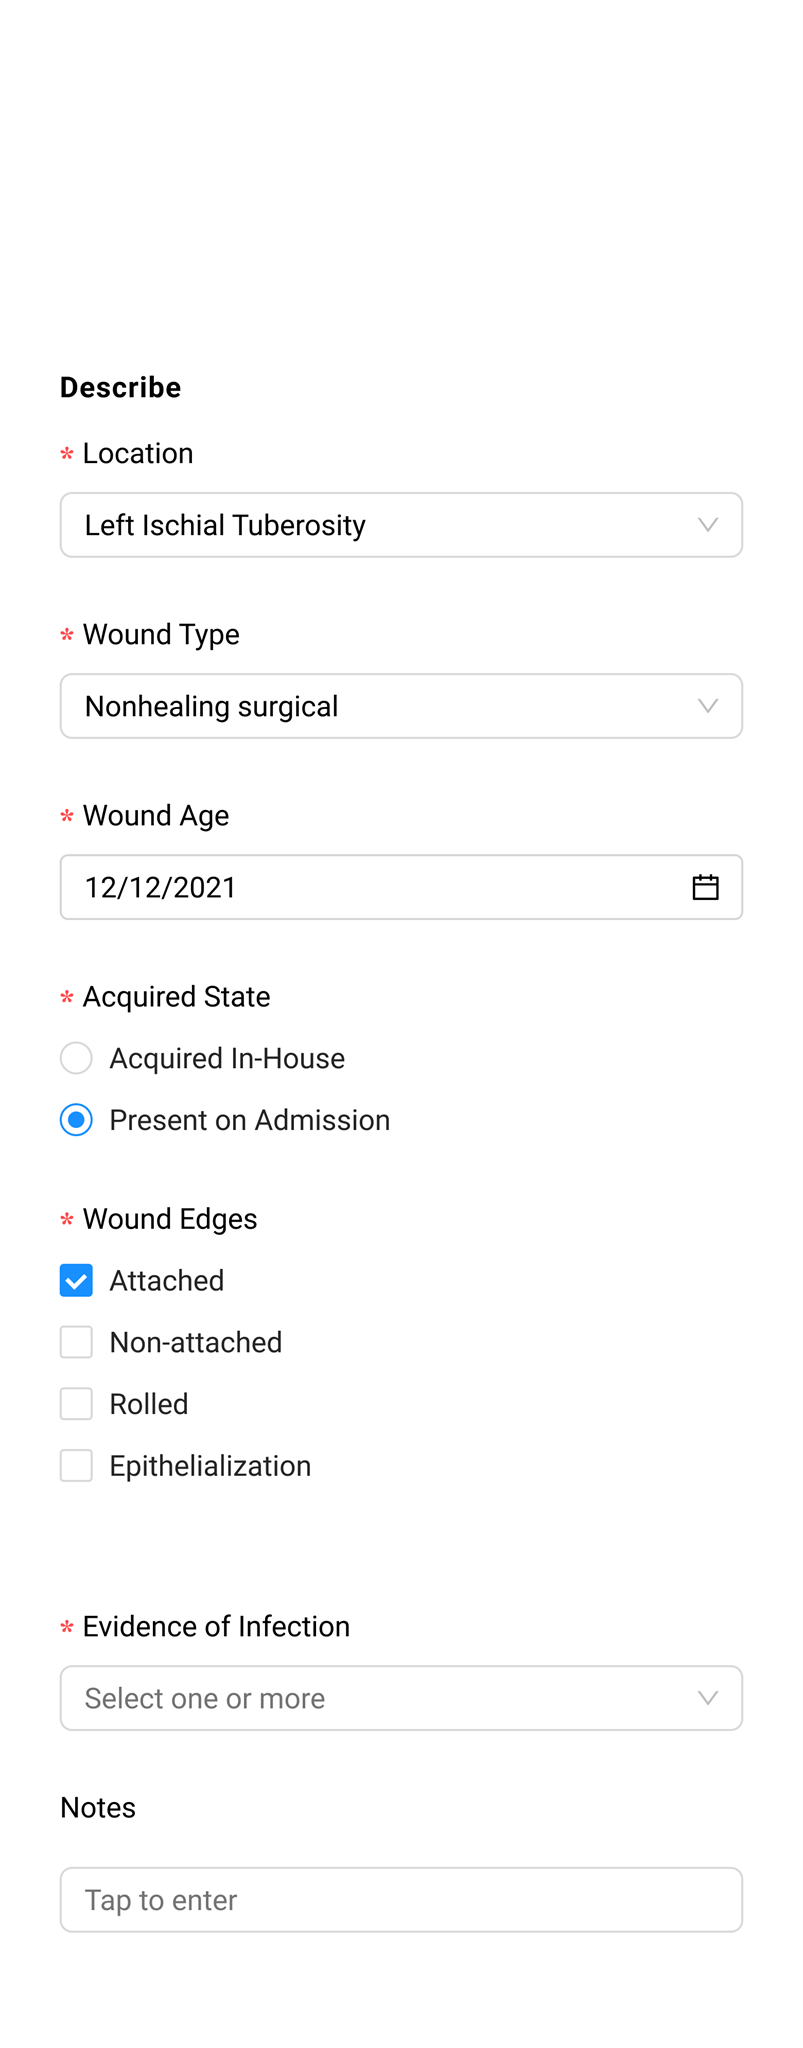 Describe
* Location
Left Ischial Tuberosity
* Wound Type
Nonhealing surgical
* Wound Age
12/12/2021
* Acquired State
Acquired In-House
Present on Admission
* Wound Edges
Attached
Non-attached
Rolled
Epithelialization
* Evidence of Infection
Select one or more
Notes
Tap to enter